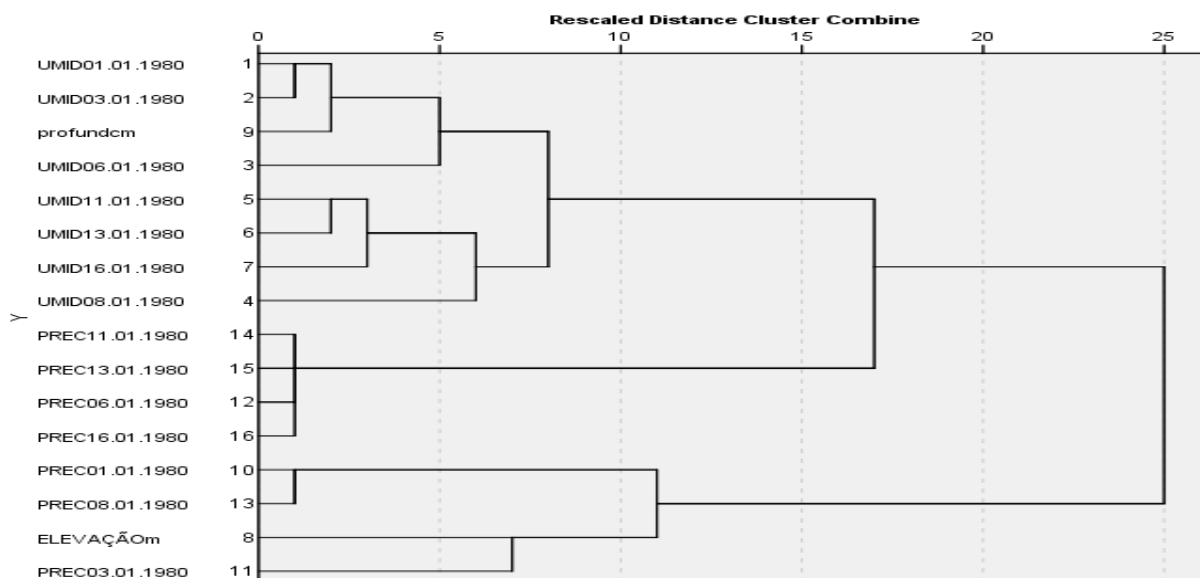 Rescaled Distance Cluster Combine
0 5 10 15 20 25
UMID01.01.1980 1
UMID03.01.1980 2
profundcm 9
UMID06.01.1980 3
UMID11.01.1980 5
UMID13.01.1980 6
UMID16.01.1980 7
UMID08.01.1980 4
Y
PREC11.01.1980 14
PREC13.01.1980 15
PREC06.01.1980 12
PREC16.01.1980 16
PREC01.01.1980 10
PREC08.01.1980 13
ELEVAÇÃOm 8
PREC03.01.1980 11